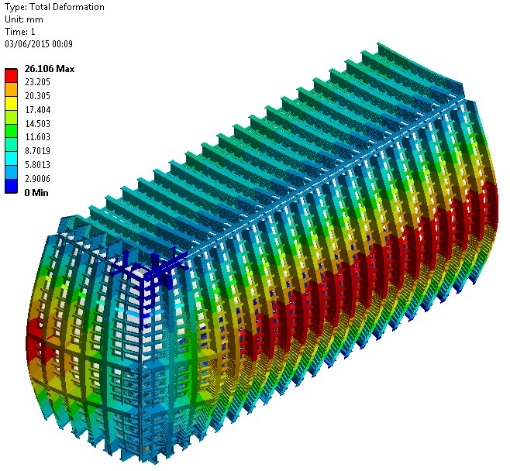 Type: Total Deformation
Unit: mm
Time: 1
03/06/2015 00:09
26.106 Max
23.205
20.305
17.404
14.503
11.603
8.7019
5.8013
2.9006
0 Min